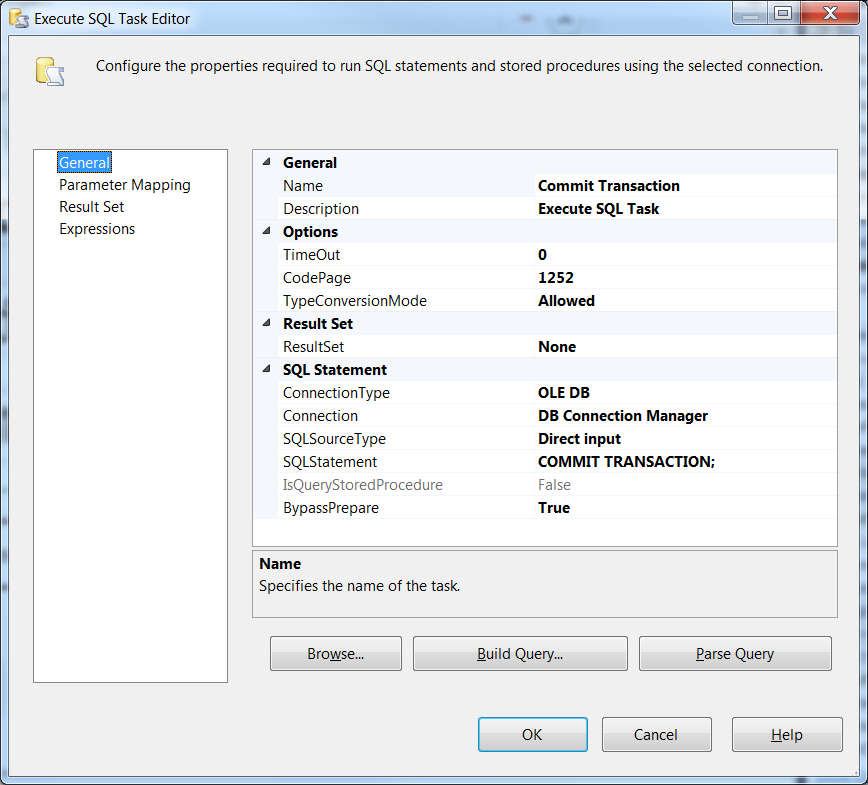 Execute SQL Task Editor
Configure the properties required to run SQL statements and stored procedures using the selected connection.
General
Parameter Mapping
Result Set
Expressions
General
Name Commit Transaction
Description Execute SQL Task
Options
TimeOut 0
CodePage 1252
TypeConversionMode Allowed
Result Set
ResultSet None
SQL Statement
ConnectionType OLE DB
Connection DB Connection Manager
SQLSourceType Direct input
SQLStatement COMMIT TRANSACTION;
IsQueryStoredProcedure False
BypassPrepare True
Name
Specifies the name of the task.
Browse... Build Query... Parse Query
OK Cancel Help